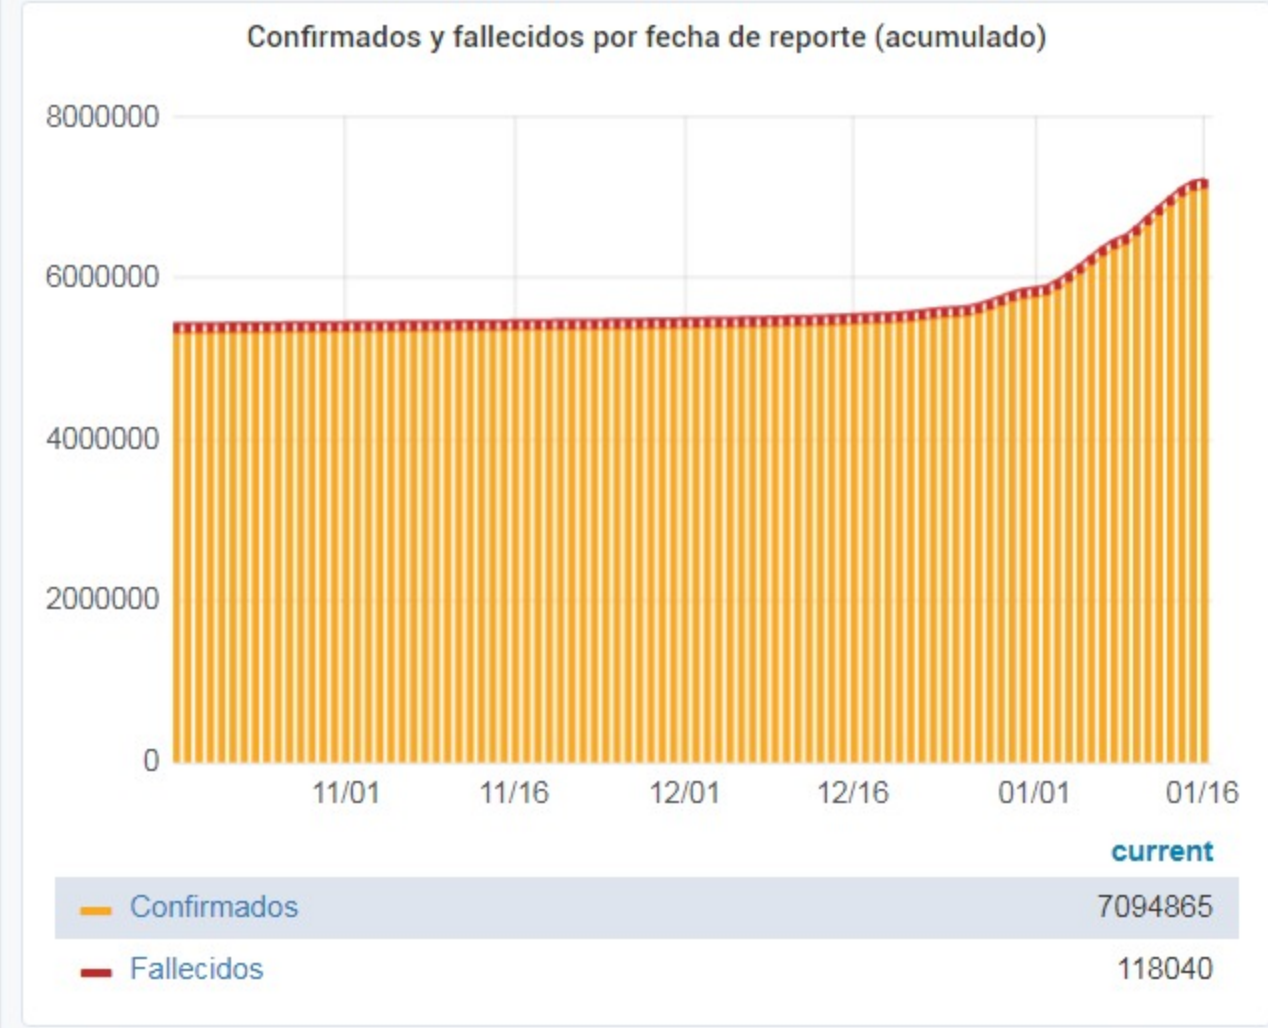 Confirmados y fallecidos por fecha de reporte (acumulado)
8000000
6000000
4000000
2000000
0
11/01 11/16 12/01 12/16 01/01 01/16
current
Confirmados 7094865
Fallecidos 118040